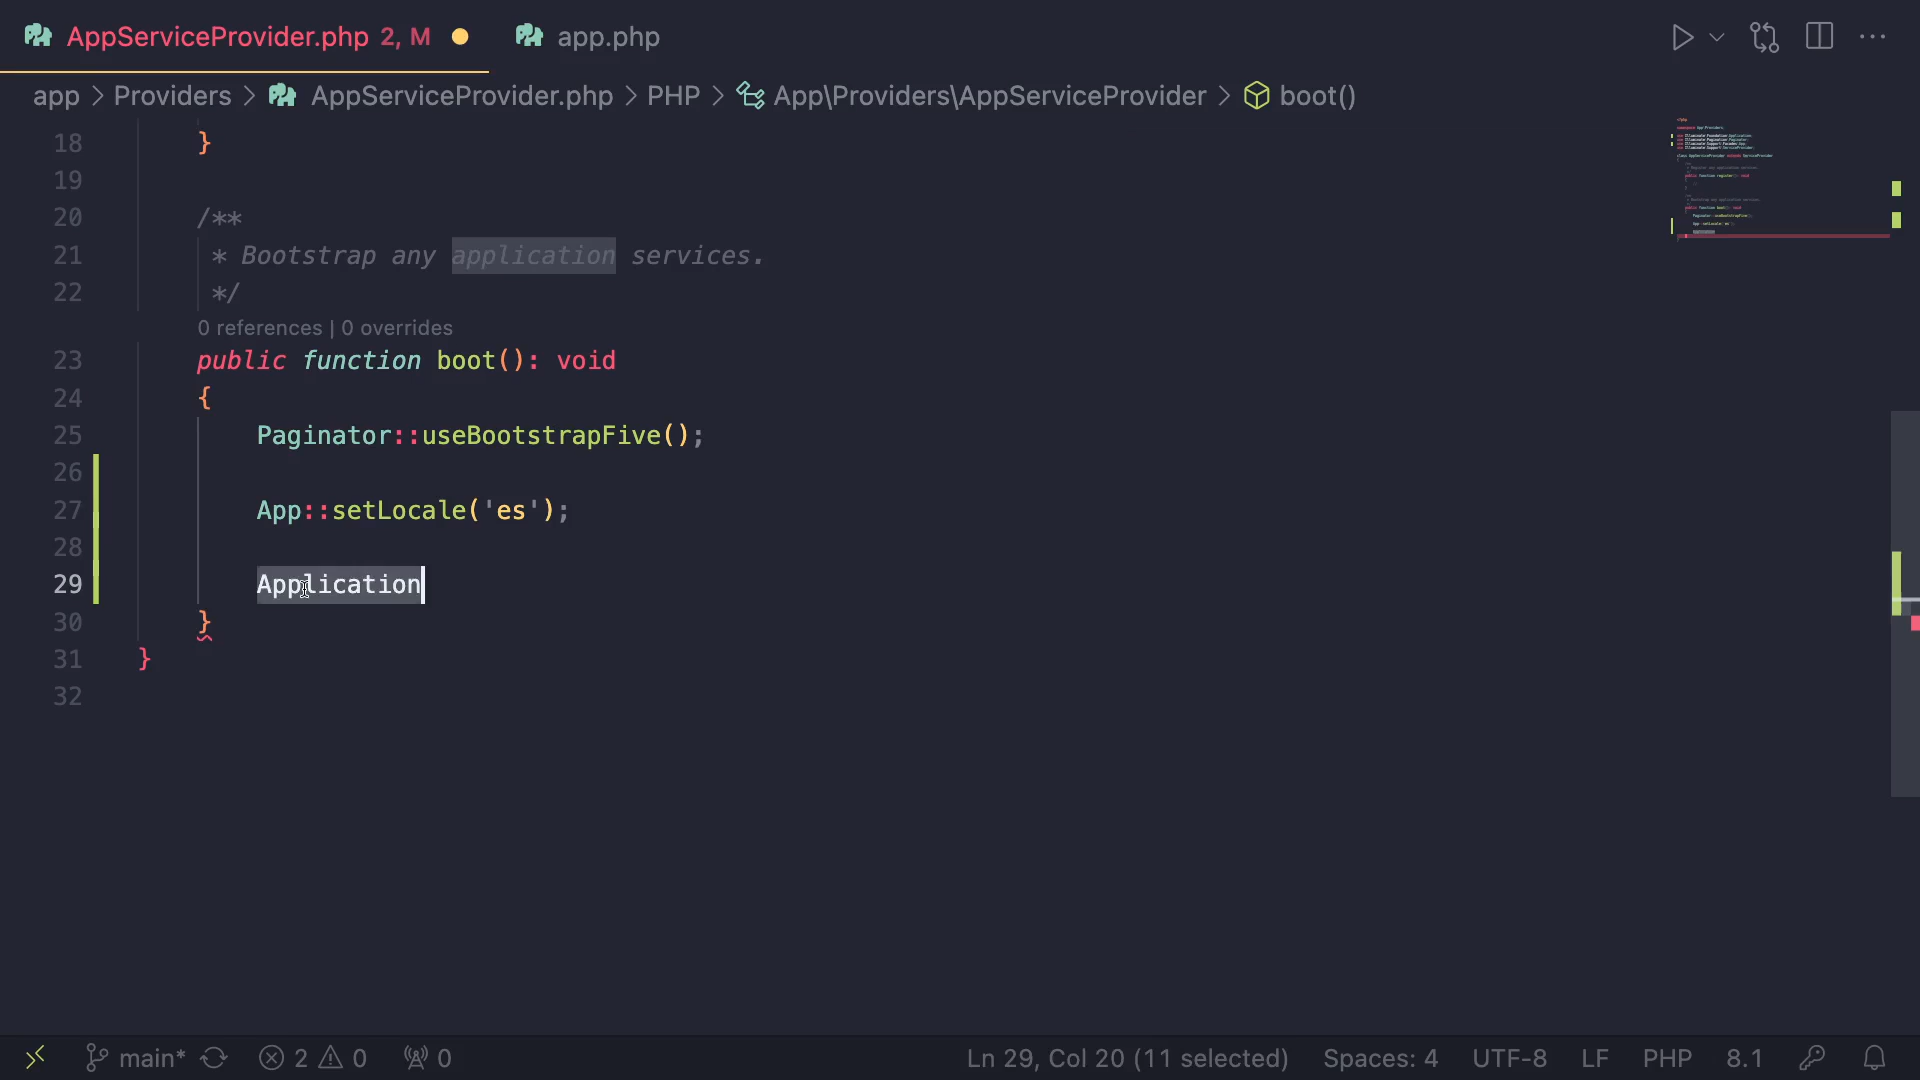 AppServiceProvider.php 2, M app.php
app > Providers > AppServiceProvider.php > PHP > App\Providers\AppServiceProvider > boot()
18 }
19
20 /**
21 * Bootstrap any application services.
22 */
0 references | 0 overrides
23 public function boot(): void
24 {
25 Paginator::useBootstrapFive();
26
27 App::setLocale('es');
28
29 Application
30 }
31 }
32
main* 2 0 0 Ln 29, Col 20 (11 selected) Spaces: 4 UTF-8 LF PHP 8.1